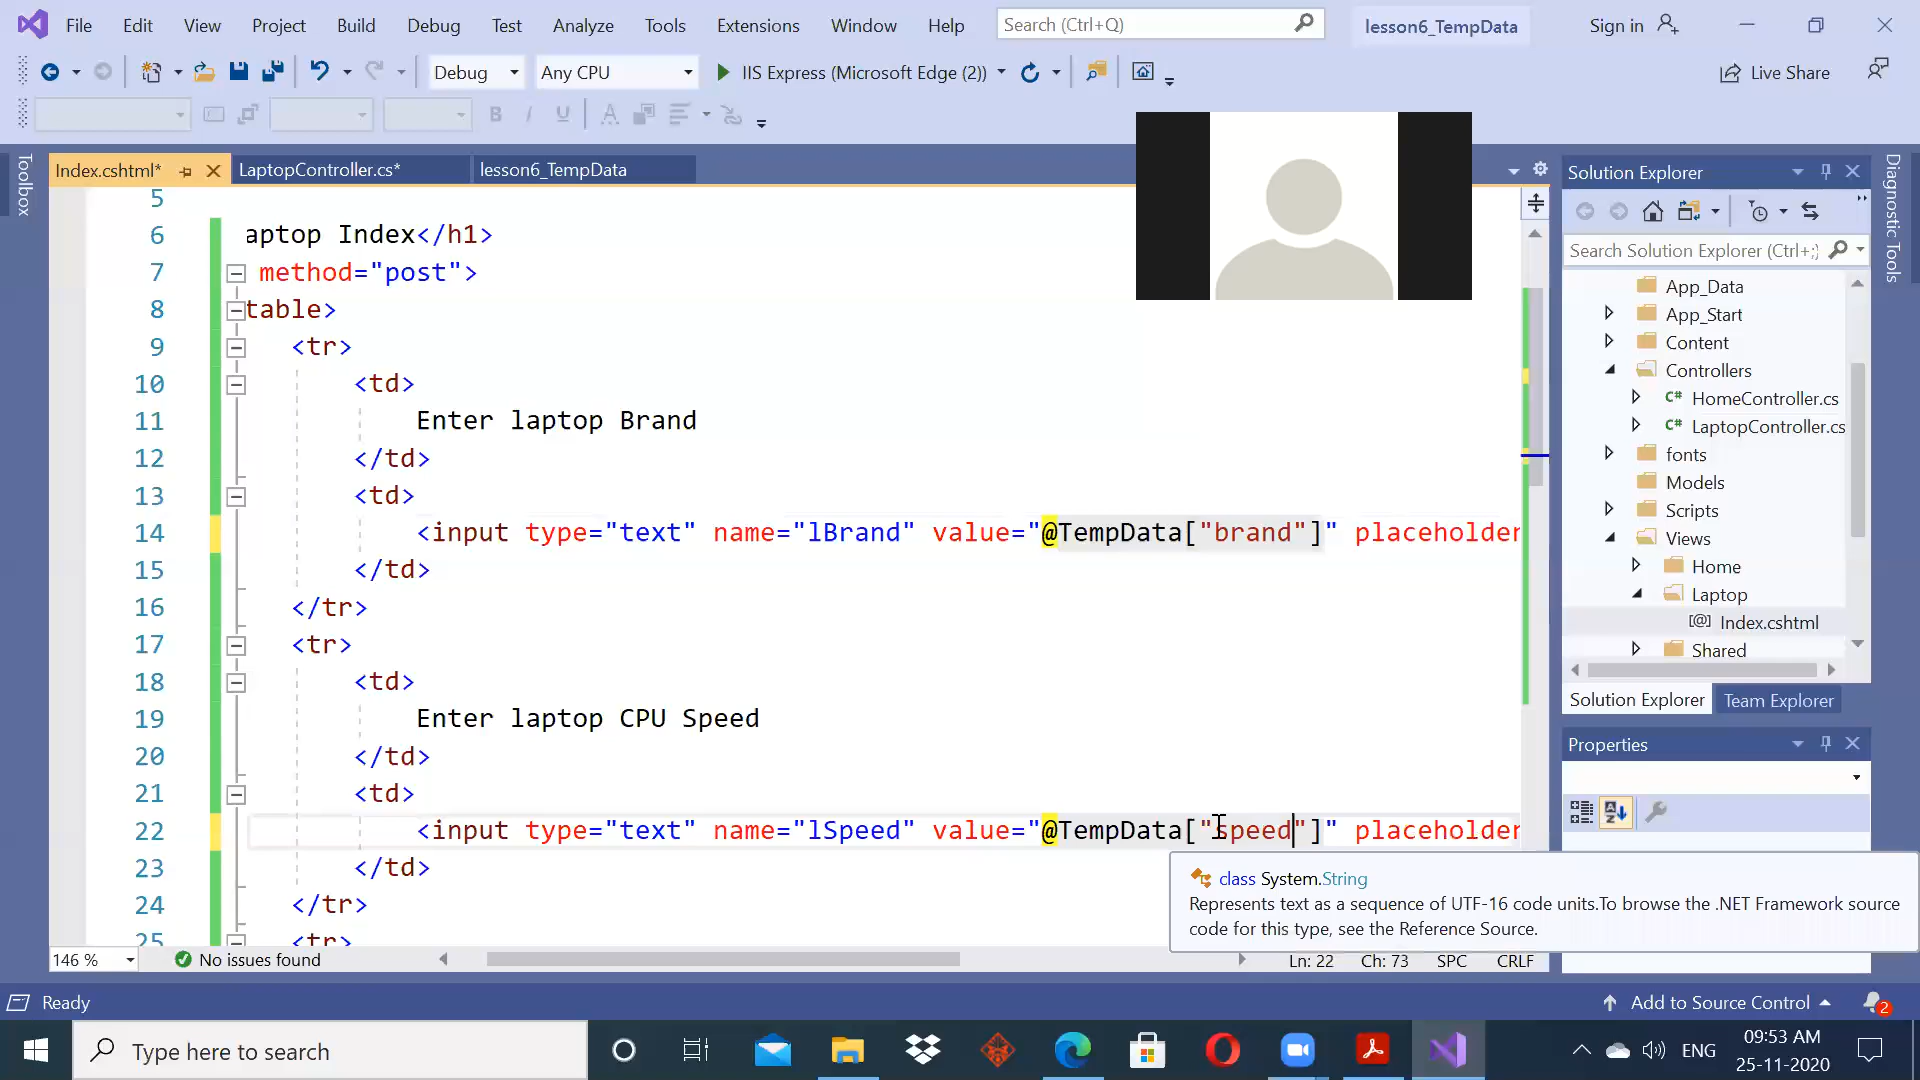 File Edit View Project Build Debug Test Analyze Tools Extensions Window Help Search (Ctrl+Q) lesson6_TempData Sign in
Debug Any CPU IIS Express (Microsoft Edge (2)) Live Share
B I U A
Toolbox
Index.cshtml* LaptopController.cs* lesson6_TempData
5
6 aptop Index</h1>
7 method="post">
8 table>
9 <tr>
10 <td>
11 Enter laptop Brand
12 </td>
13 <td>
14 <input type="text" name="lBrand" value="@TempData["brand"]" placeholder
15 </td>
16 </tr>
17 <tr>
18 <td>
19 Enter laptop CPU Speed
20 </td>
21 <td>
22 <input type="text" name="lSpeed" value="@TempData["speed"]" placeholder
23 </td>
24 </tr>
25 <tr>
class System.String
Represents text as a sequence of UTF-16 code units.To browse the .NET Framework source
code for this type, see the Reference Source.
146 % No issues found Ln: 22 Ch: 73 SPC CRLF
Solution Explorer
Search Solution Explorer (Ctrl+;)
App_Data
App_Start
Content
Controllers
C# HomeController.cs
C# LaptopController.cs
fonts
Models
Scripts
Views
Home
Laptop
[@] Index.cshtml
Shared
Solution Explorer Team Explorer
Properties
Diagnostic Tools
Ready Add to Source Control 2
Type here to search ENG 09:53 AM
25-11-2020